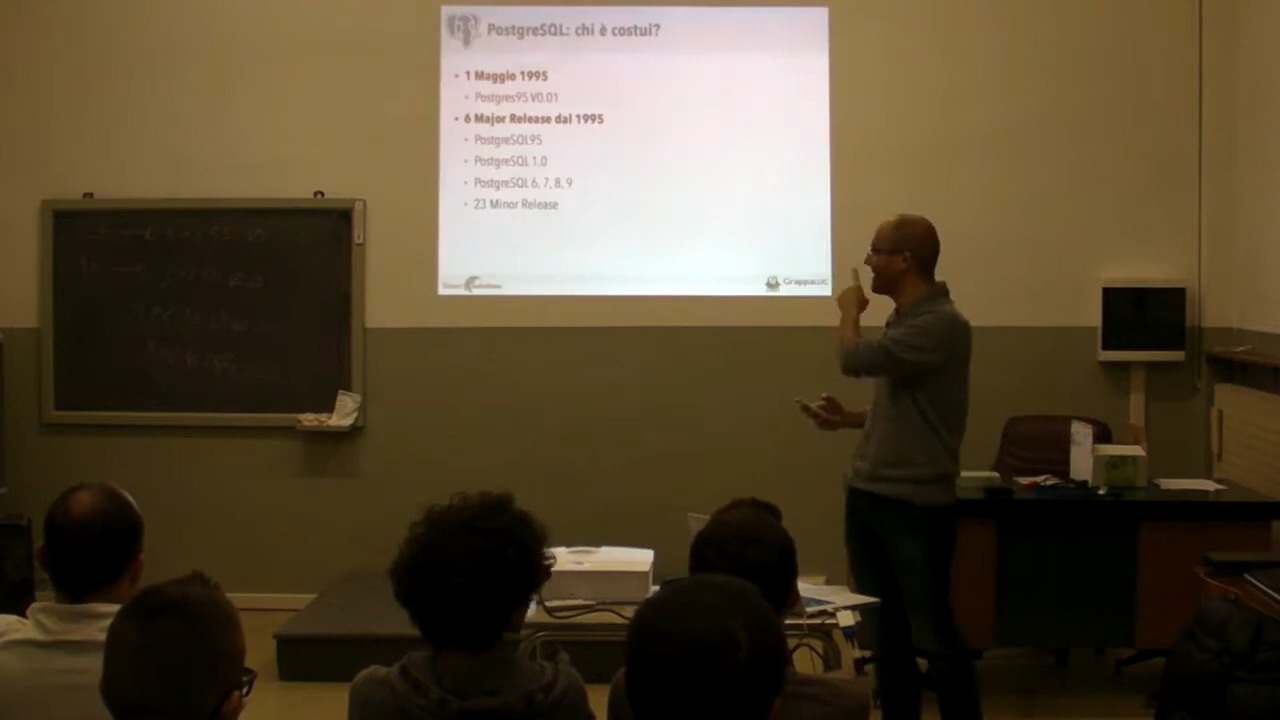 PostgreSQL: chi è costui?
• 1 Maggio 1995
• Postgres95 V0.01
• 6 Major Release dal 1995
• PostgreSQL95
• PostgreSQL 1.0
• PostgreSQL 6, 7, 8, 9
• 23 Minor Release